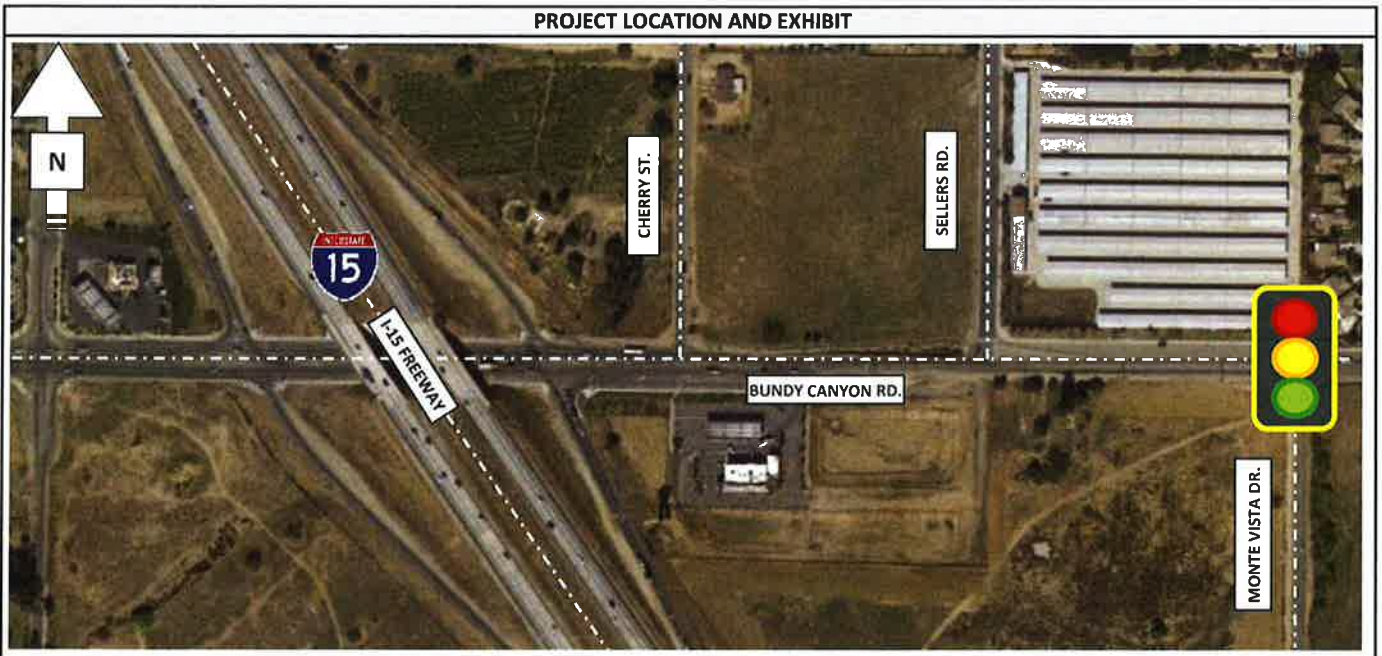 PROJECT LOCATION AND EXHIBIT
N
CHERRY ST.
SELLERS RD.
INTERSTATE
15
I-15 FREEWAY
BUNDY CANYON RD.
MONTE VISTA DR.